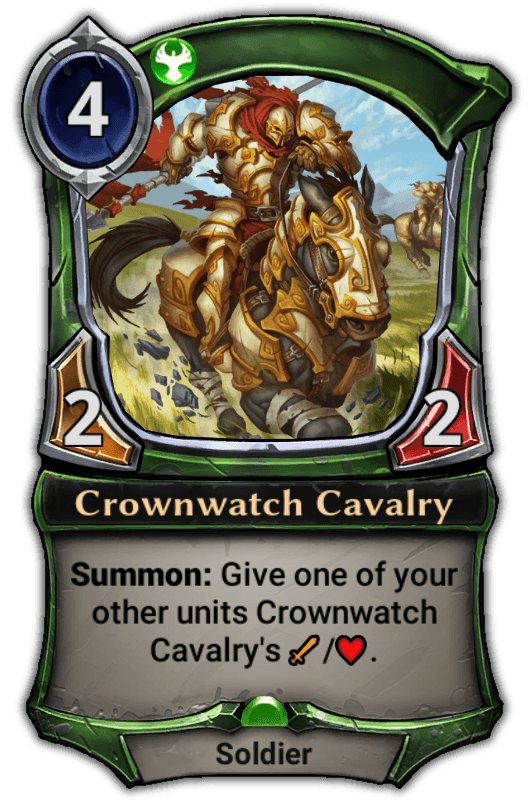 4
2
2
Crownwatch Cavalry
Summon: Give one of your
other units Crownwatch
Cavalry's /.
Soldier